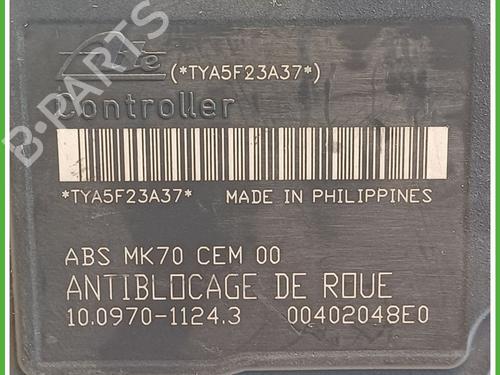 ate
(*TYA5F23A37*)
Controller
*TYA5F23A37* MADE IN PHILIPPINES
ABS MK70 CEM 00
ANTIBLOCAGE DE ROUE
10.0970-1124.3 00402048E0
B-PARTS